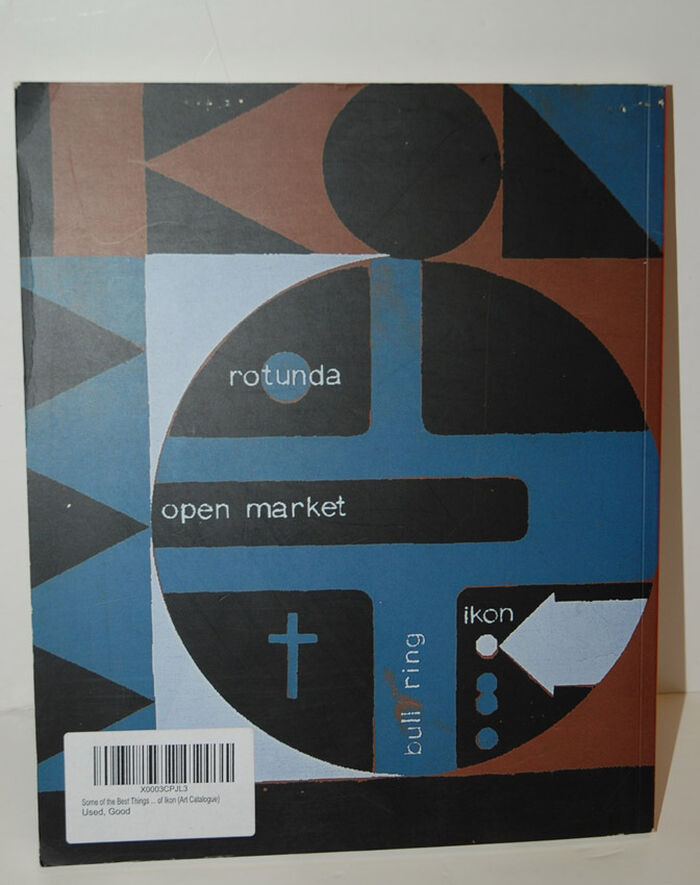 rotunda
open market
ikon
bull ring
X0003CPJL3
Some of the Best Things ... of Ikon (Art Catalogue)
Used, Good